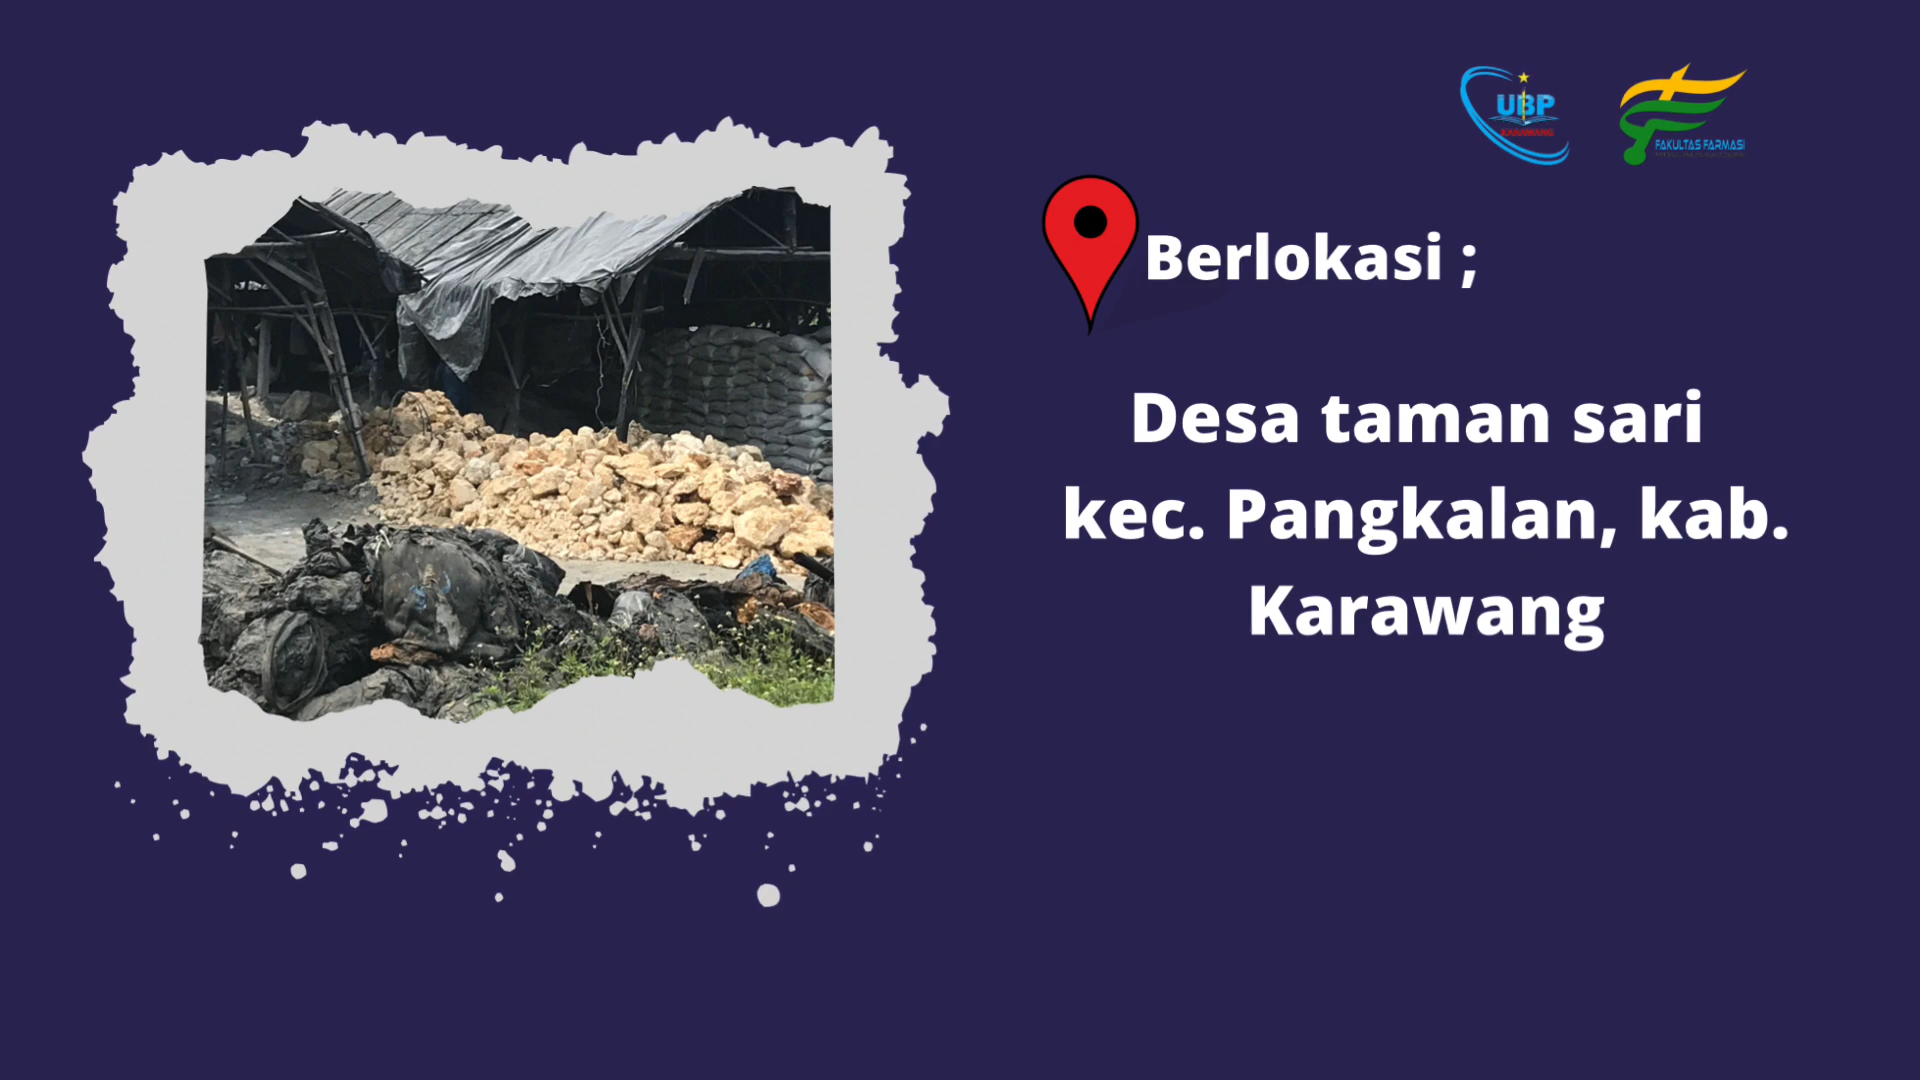 UBP
KARAWANG
FAKULTAS FARMASI
Berlokasi ;
Desa taman sari
kec. Pangkalan, kab.
Karawang